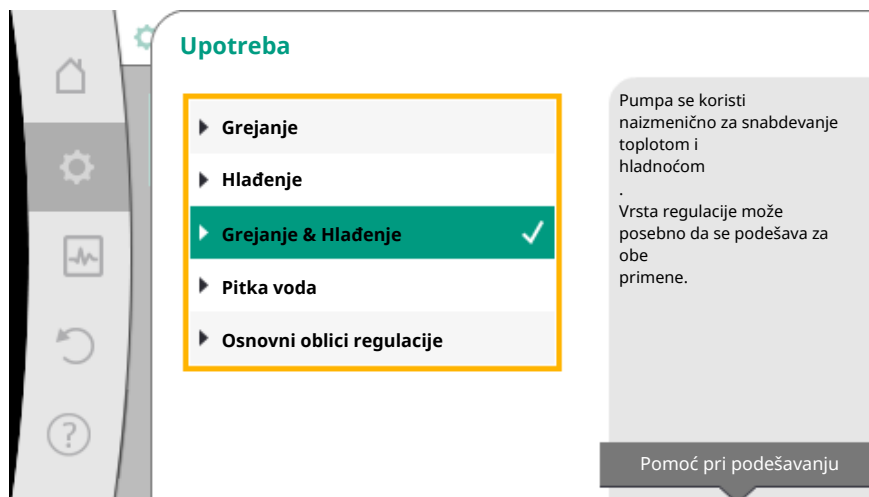 Upotreba
Grejanje
Hlađenje
Grejanje & Hlađenje
Pitka voda
Osnovni oblici regulacije
Pumpa se koristi
naizmenično za snabdevanje
toplotom i
hladnoćom
.
Vrsta regulacije može
posebno da se podešava za
obe
primene.
Pomoć pri podešavanju